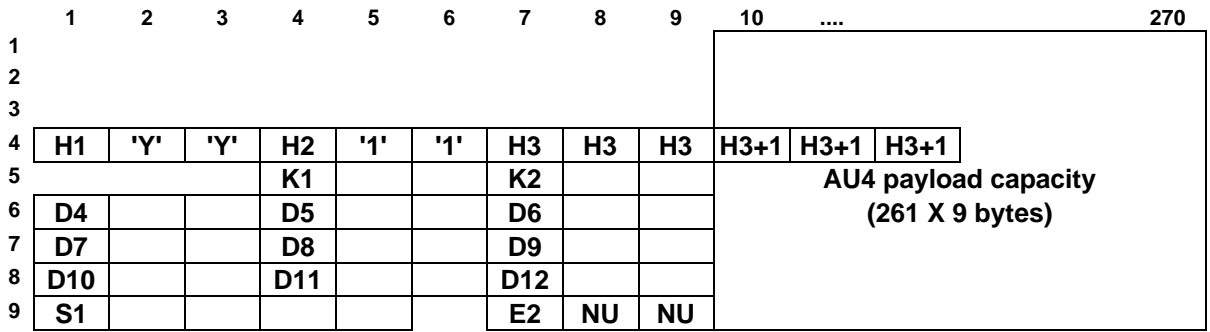 1 2 3 4 5 6 7 8 9 10 .... 270
1
2
3
4 H1 'Y' 'Y' H2 '1' '1' H3 H3 H3 H3+1 H3+1 H3+1
5 K1 K2 AU4 payload capacity
6 D4 D5 D6 (261 X 9 bytes)
7 D7 D8 D9
8 D10 D11 D12
9 S1 E2 NU NU